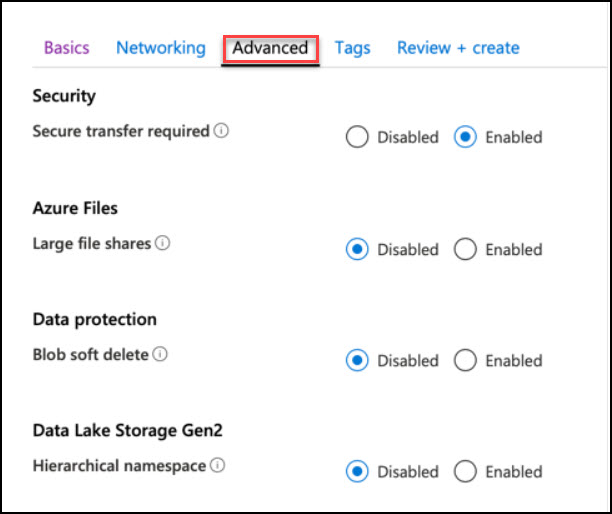 Basics Networking Advanced Tags Review + create
Security
Secure transfer required Disabled Enabled
Azure Files
Large file shares Disabled Enabled
Data protection
Blob soft delete Disabled Enabled
Data Lake Storage Gen2
Hierarchical namespace Disabled Enabled